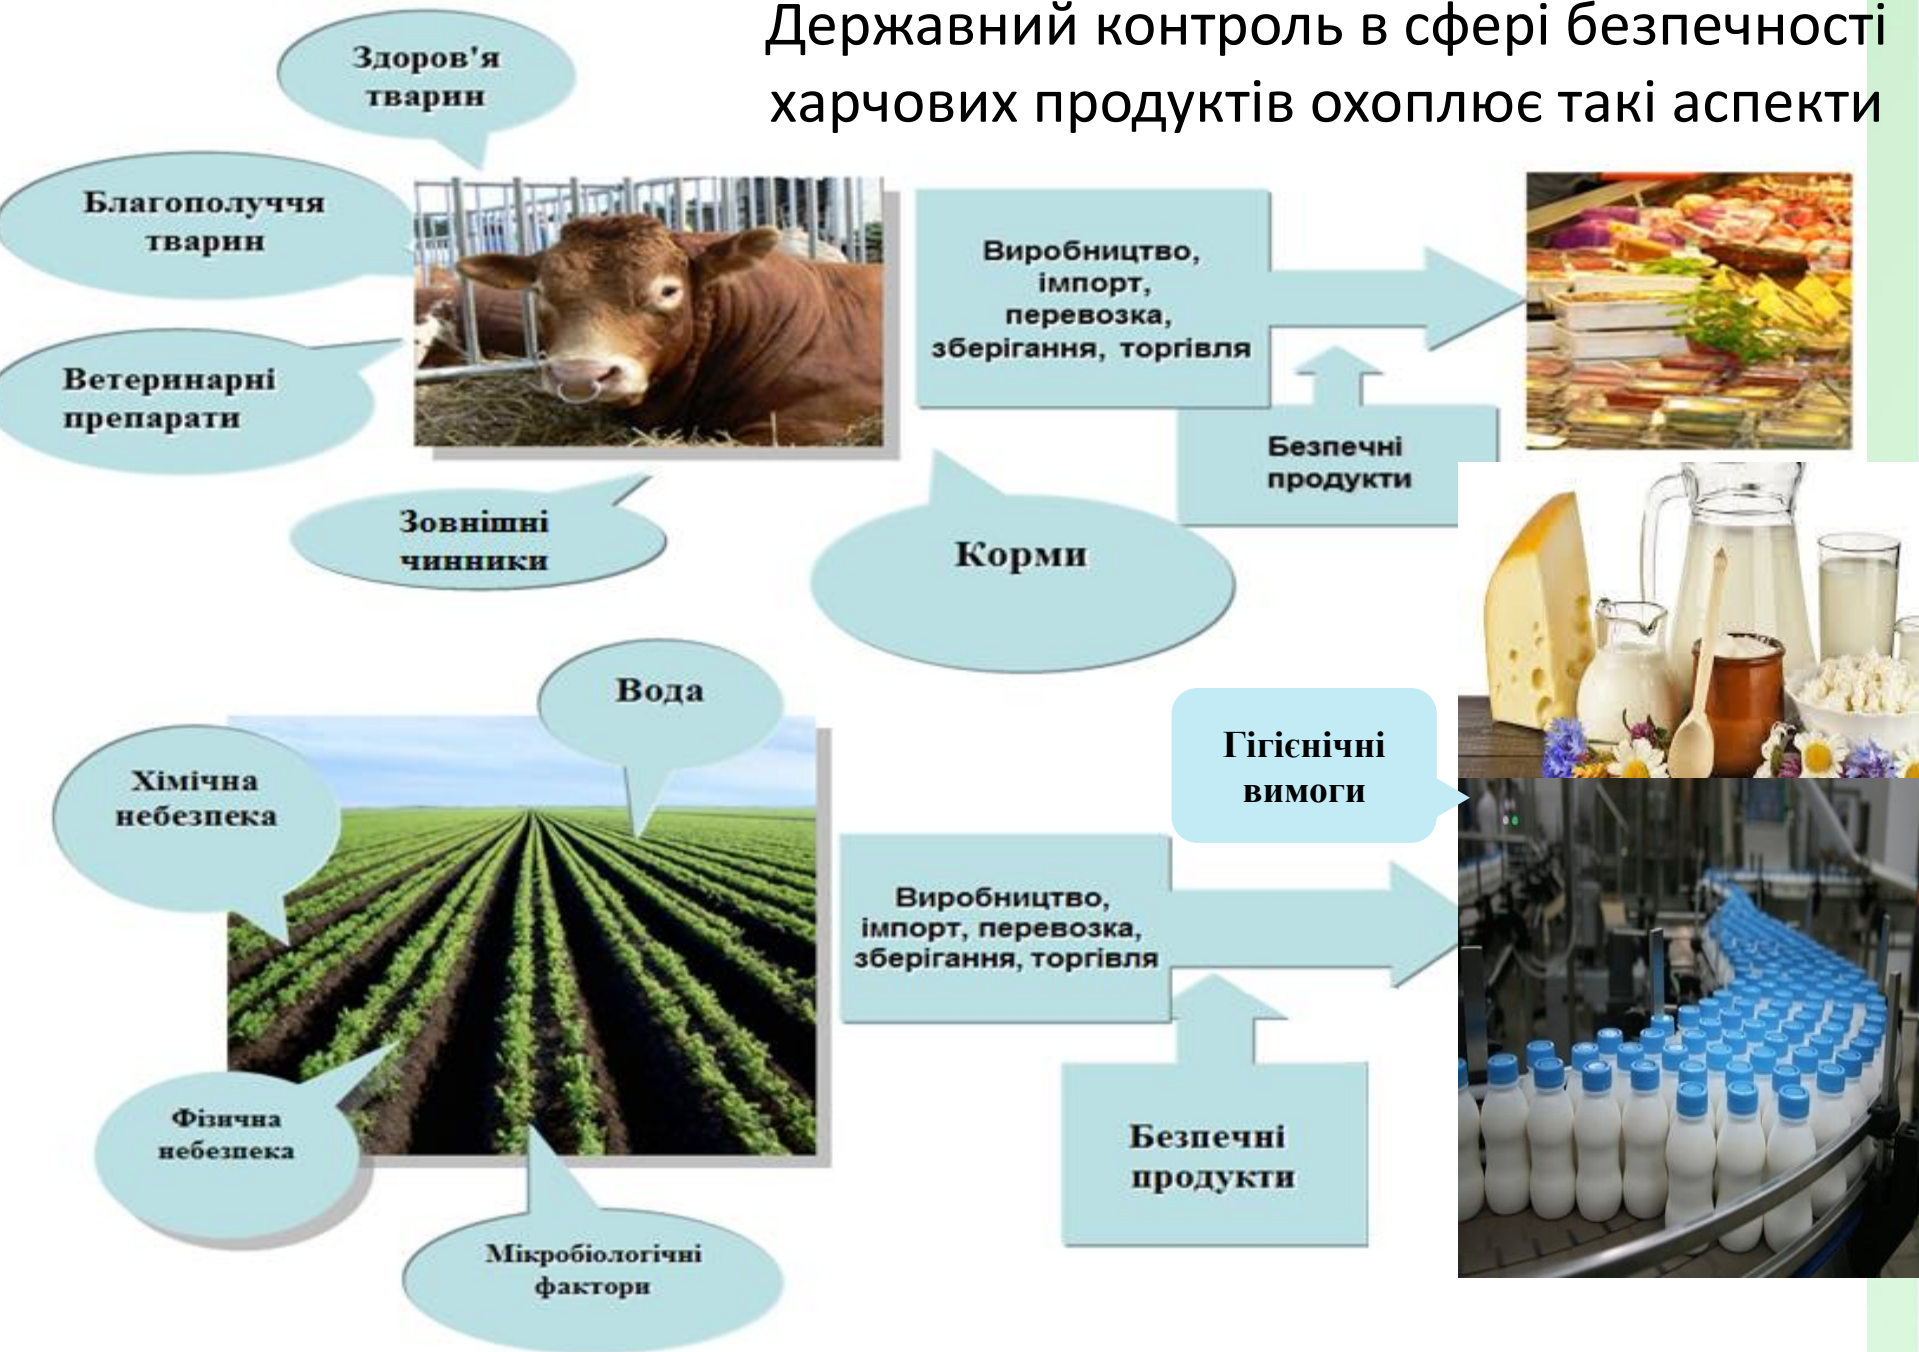 Державний контроль в сфері безпечності
харчових продуктів охоплює такі аспекти
Здоров'я
тварин
Благополуччя
тварин
Ветеринарні
препарати
Зовнішні
чинники
Корми
Виробництво,
імпорт,
перевозка,
зберігання, торгівля
Безпечні
продукти
Вода
Хімічна
небезпека
Фізична
небезпека
Мікробіологічні
фактори
Гігієнічні
вимоги
Виробництво,
імпорт, перевозка,
зберігання, торгівля
Безпечні
продукти